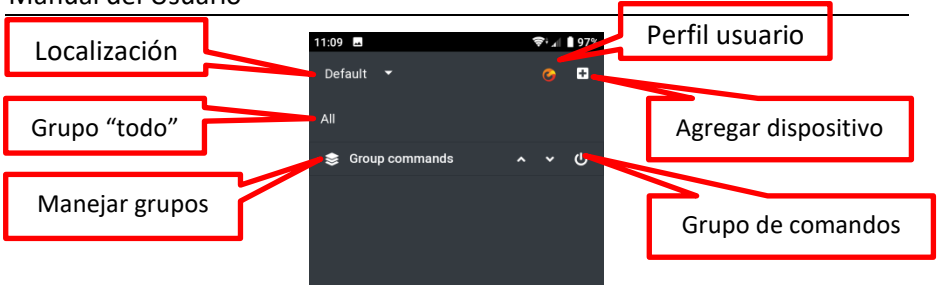 Manual del Usuario
Localización
Perfil usuario
11:09
97%
Default
Grupo “todo”
All
Agregar dispositivo
Group commands
Manejar grupos
Grupo de comandos